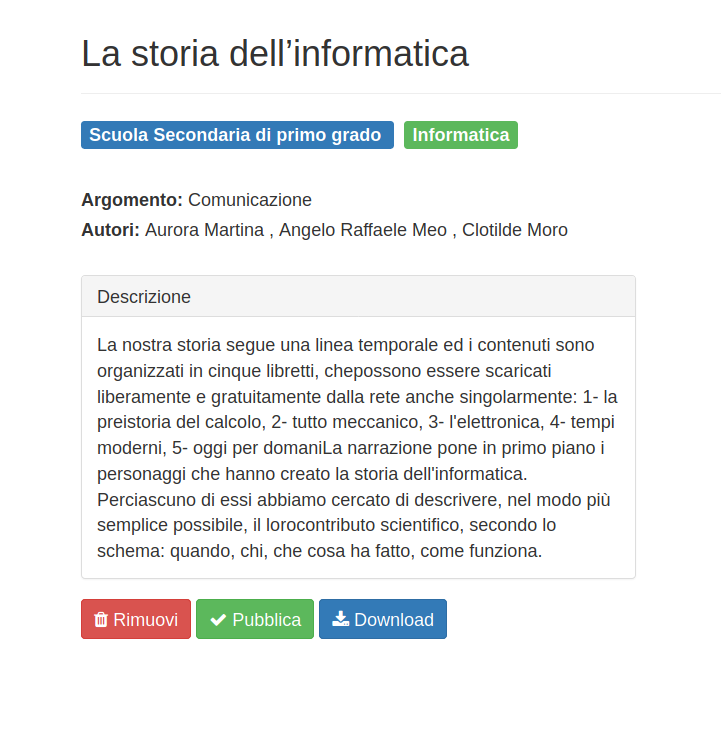 La storia dell’informatica
Scuola Secondaria di primo grado Informatica
Argomento: Comunicazione
Autori: Aurora Martina , Angelo Raffaele Meo , Clotilde Moro
Descrizione
La nostra storia segue una linea temporale ed i contenuti sono
organizzati in cinque libretti, chepossono essere scaricati
liberamente e gratuitamente dalla rete anche singolarmente: 1- la
preistoria del calcolo, 2- tutto meccanico, 3- l'elettronica, 4- tempi
moderni, 5- oggi per domaniLa narrazione pone in primo piano i
personaggi che hanno creato la storia dell'informatica.
Perciascuno di essi abbiamo cercato di descrivere, nel modo più
semplice possibile, il lorocontributo scientifico, secondo lo
schema: quando, chi, che cosa ha fatto, come funziona.
Rimuovi Pubblica Download